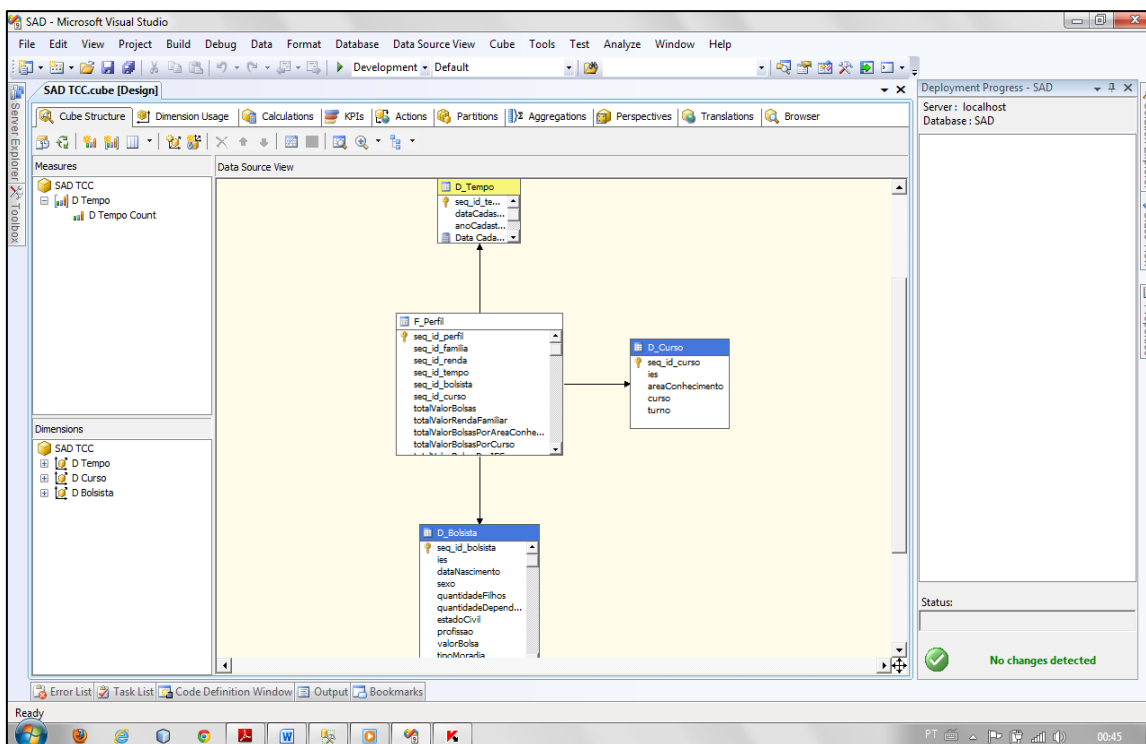 SAD - Microsoft Visual Studio
File Edit View Project Build Debug Data Format Database Data Source View Cube Tools Test Analyze Window Help
Development Default
SAD TCC.cube [Design]
Cube Structure Dimension Usage Calculations KPIs Actions Partitions Aggregations Perspectives Translations Browser
Server Explorer
Toolbox
Measures
SAD TCC
D Tempo
D Tempo Count
Dimensions
SAD TCC
D Tempo
D Curso
D Bolsista
Data Source View
D_Tempo
seq_id_te...
dataCadas...
anoCadast...
Data Cada...
F_Perfil
seq_id_perfil
seq_id_familia
seq_id_renda
seq_id_tempo
seq_id_bolsista
seq_id_curso
totalValorBolsas
totalValorRendaFamiliar
totalValorBolsasPorAreaConhe...
totalValorBolsasPorCurso
D_Curso
seq_id_curso
ies
areaConhecimento
curso
turno
D_Bolsista
seq_id_bolsista
ies
dataNascimento
sexo
quantidadeFilhos
quantidadeDepend...
estadoCivil
profissao
valorBolsa
tipoMoradia
Deployment Progress - SAD
Server : localhost
Database : SAD
Status:
No changes detected
Error List Task List Code Definition Window Output Bookmarks
Ready
PT 00:45